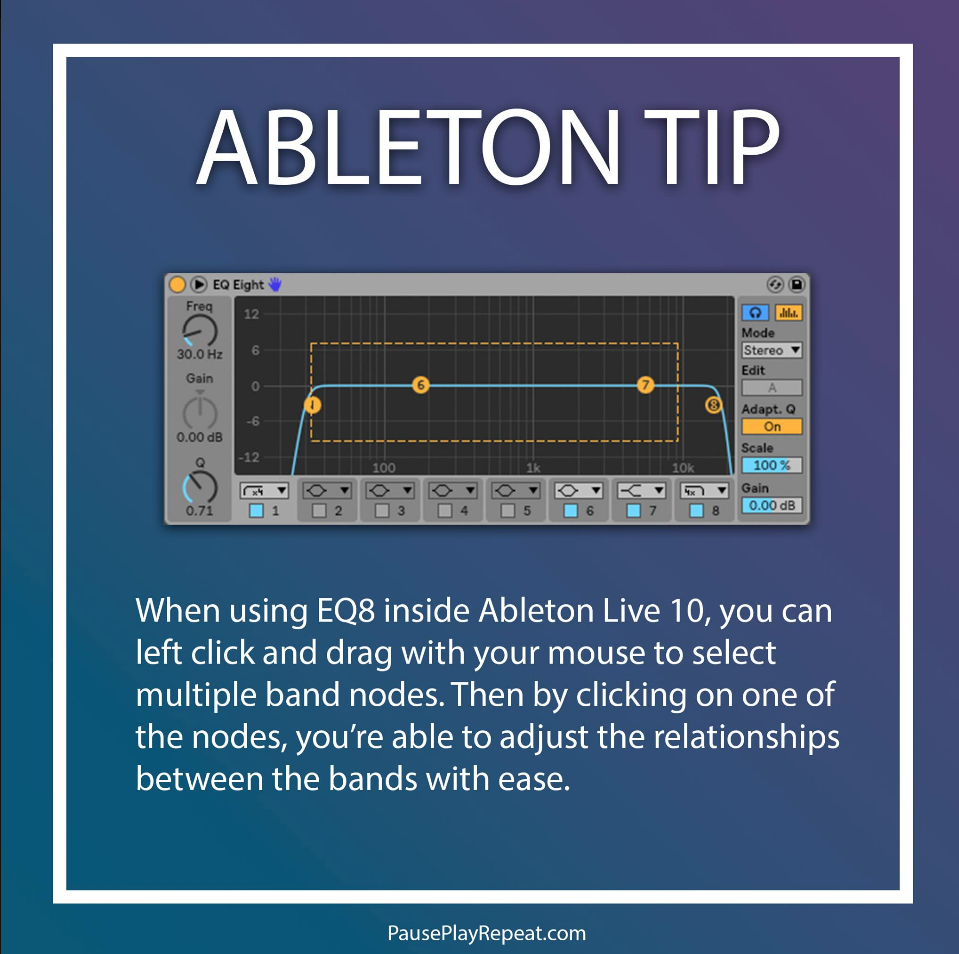 ABLETON TIP
EQ Eight
Freq
30.0 Hz
Gain
0.00 dB
Q
0.71
12
6
0
-6
-12
100
1k
10k
1
6
7
8
x4
1
2
3
4
5
6
7
4x
8
Mode
Stereo
Edit
A
Adapt. Q
On
Scale
100 %
Gain
0.00 dB
When using EQ8 inside Ableton Live 10, you can
left click and drag with your mouse to select
multiple band nodes. Then by clicking on one of
the nodes, you’re able to adjust the relationships
between the bands with ease.
PausePlayRepeat.com